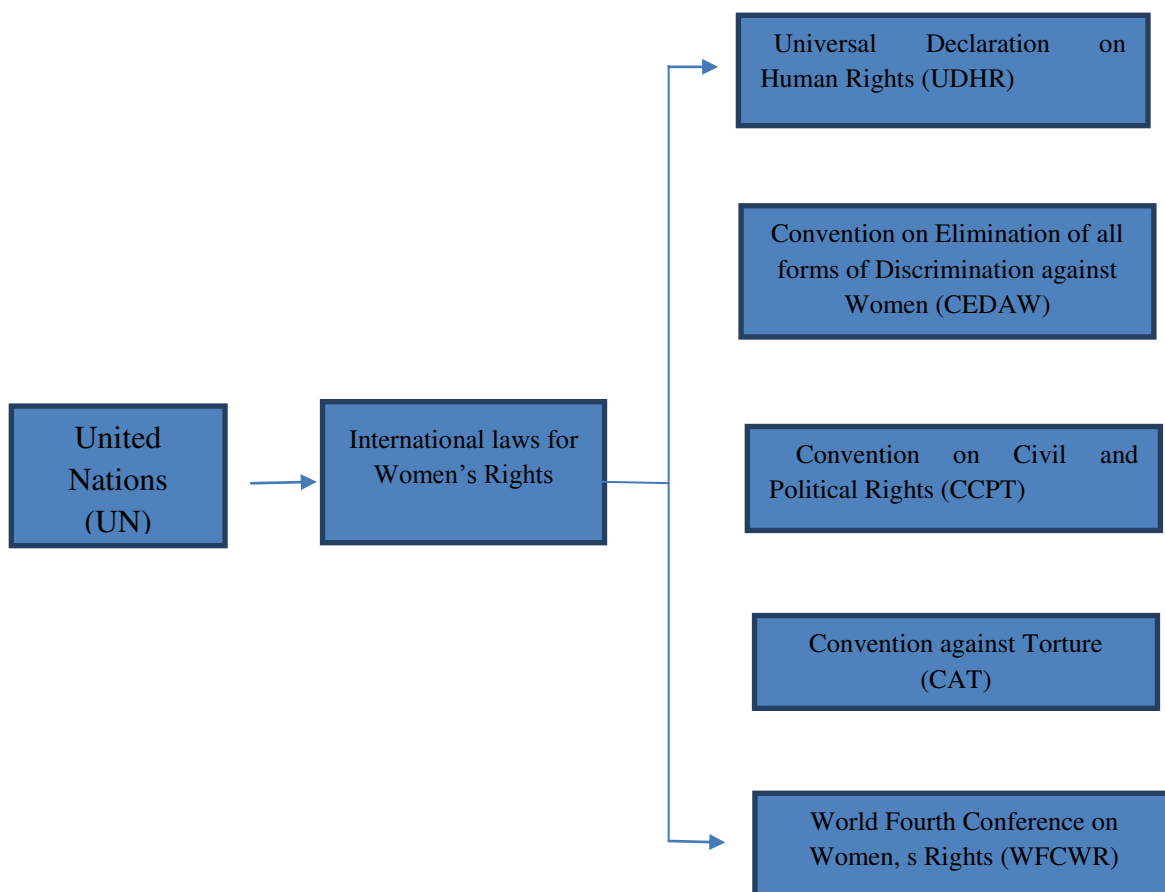 Universal Declaration on
Human Rights (UDHR)
Convention on Elimination of all
forms of Discrimination against
Women (CEDAW)
United
Nations
(UN)
International laws for
Women’s Rights
Convention on Civil and
Political Rights (CCPT)
Convention against Torture
(CAT)
World Fourth Conference on
Women, s Rights (WFCWR)